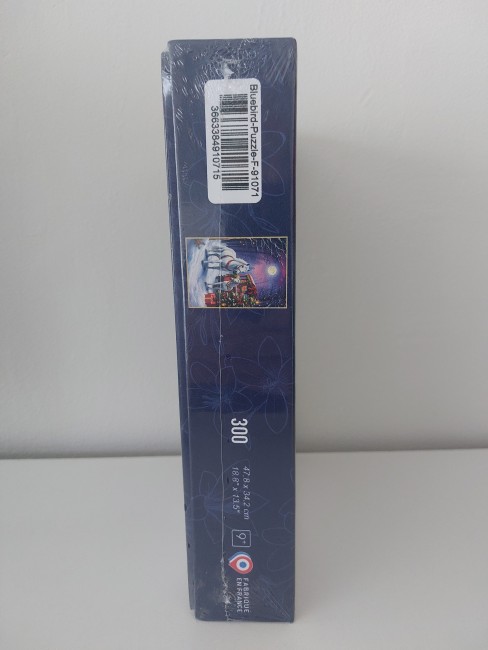 Bluebird-Puzzle-F-91071
3663384910715
300
47.8 x 34.2 cm
18.8" x 13.5"
9+
FABRIQUÉ
EN FRANCE